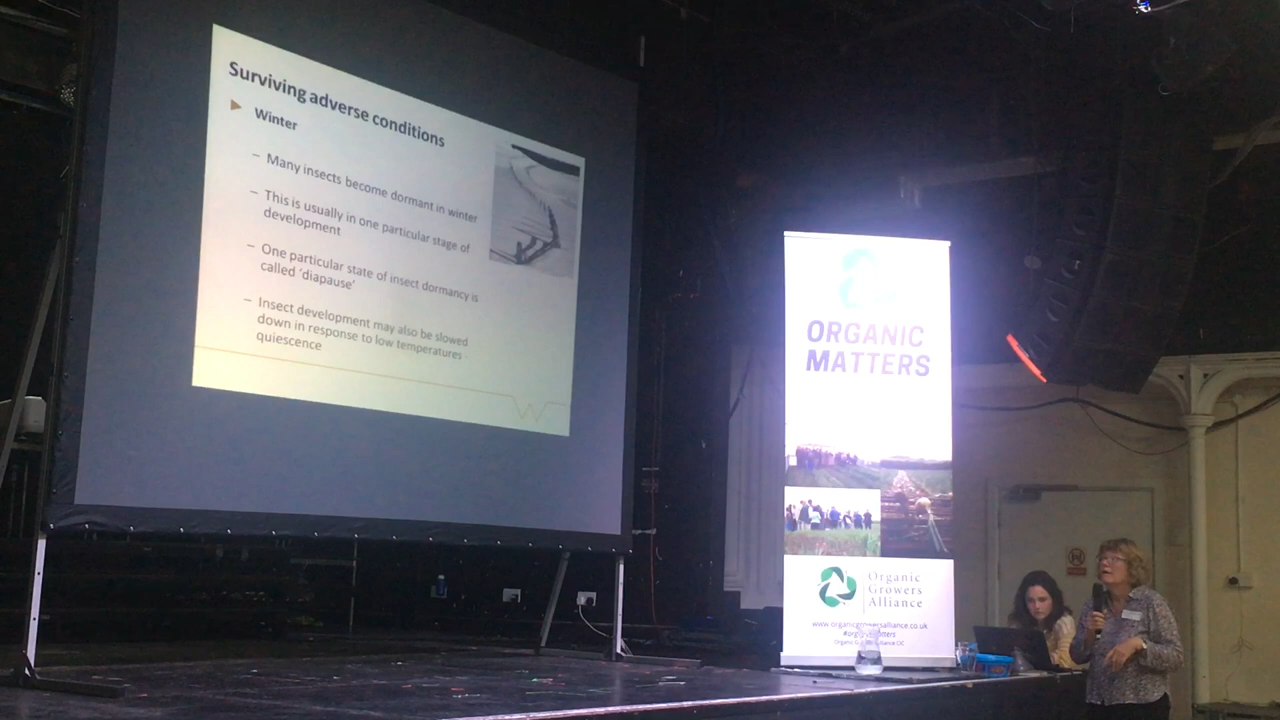 Surviving adverse conditions
Winter
– Many insects become dormant in winter
– This is usually in one particular stage of
development
– One particular state of insect dormancy is
called 'diapause'
– Insect development may also be slowed
down in response to low temperatures -
quiescence
ORGANIC
MATTERS
Organic
Growers
Alliance
www.organicgrowersalliance.co.uk